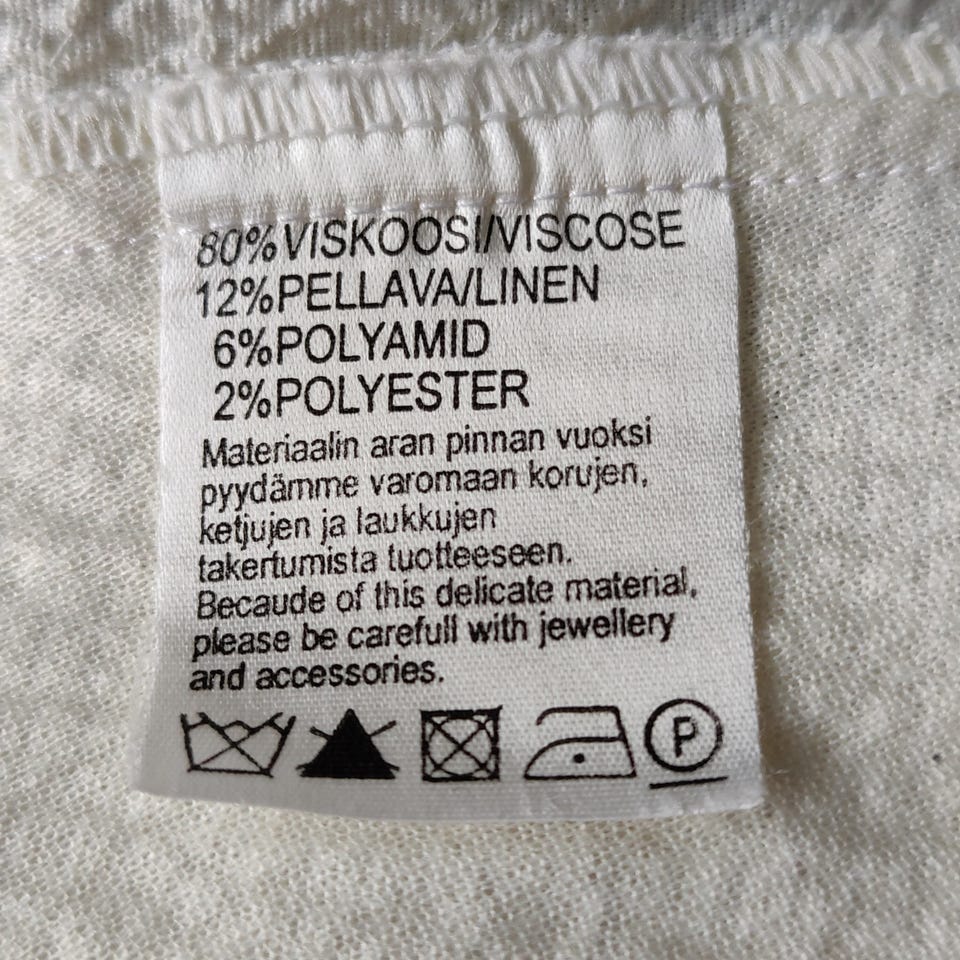 80%VISKOOSI/VISCOSE
12%PELLAVA/LINEN
6%POLYAMID
2%POLYESTER
Materiaalin aran pinnan vuoksi
pyydämme varomaan korujen,
ketjujen ja laukkujen
takertumista tuotteeseen.
Becaude of this delicate material,
please be carefull with jewellery
and accessories.
P